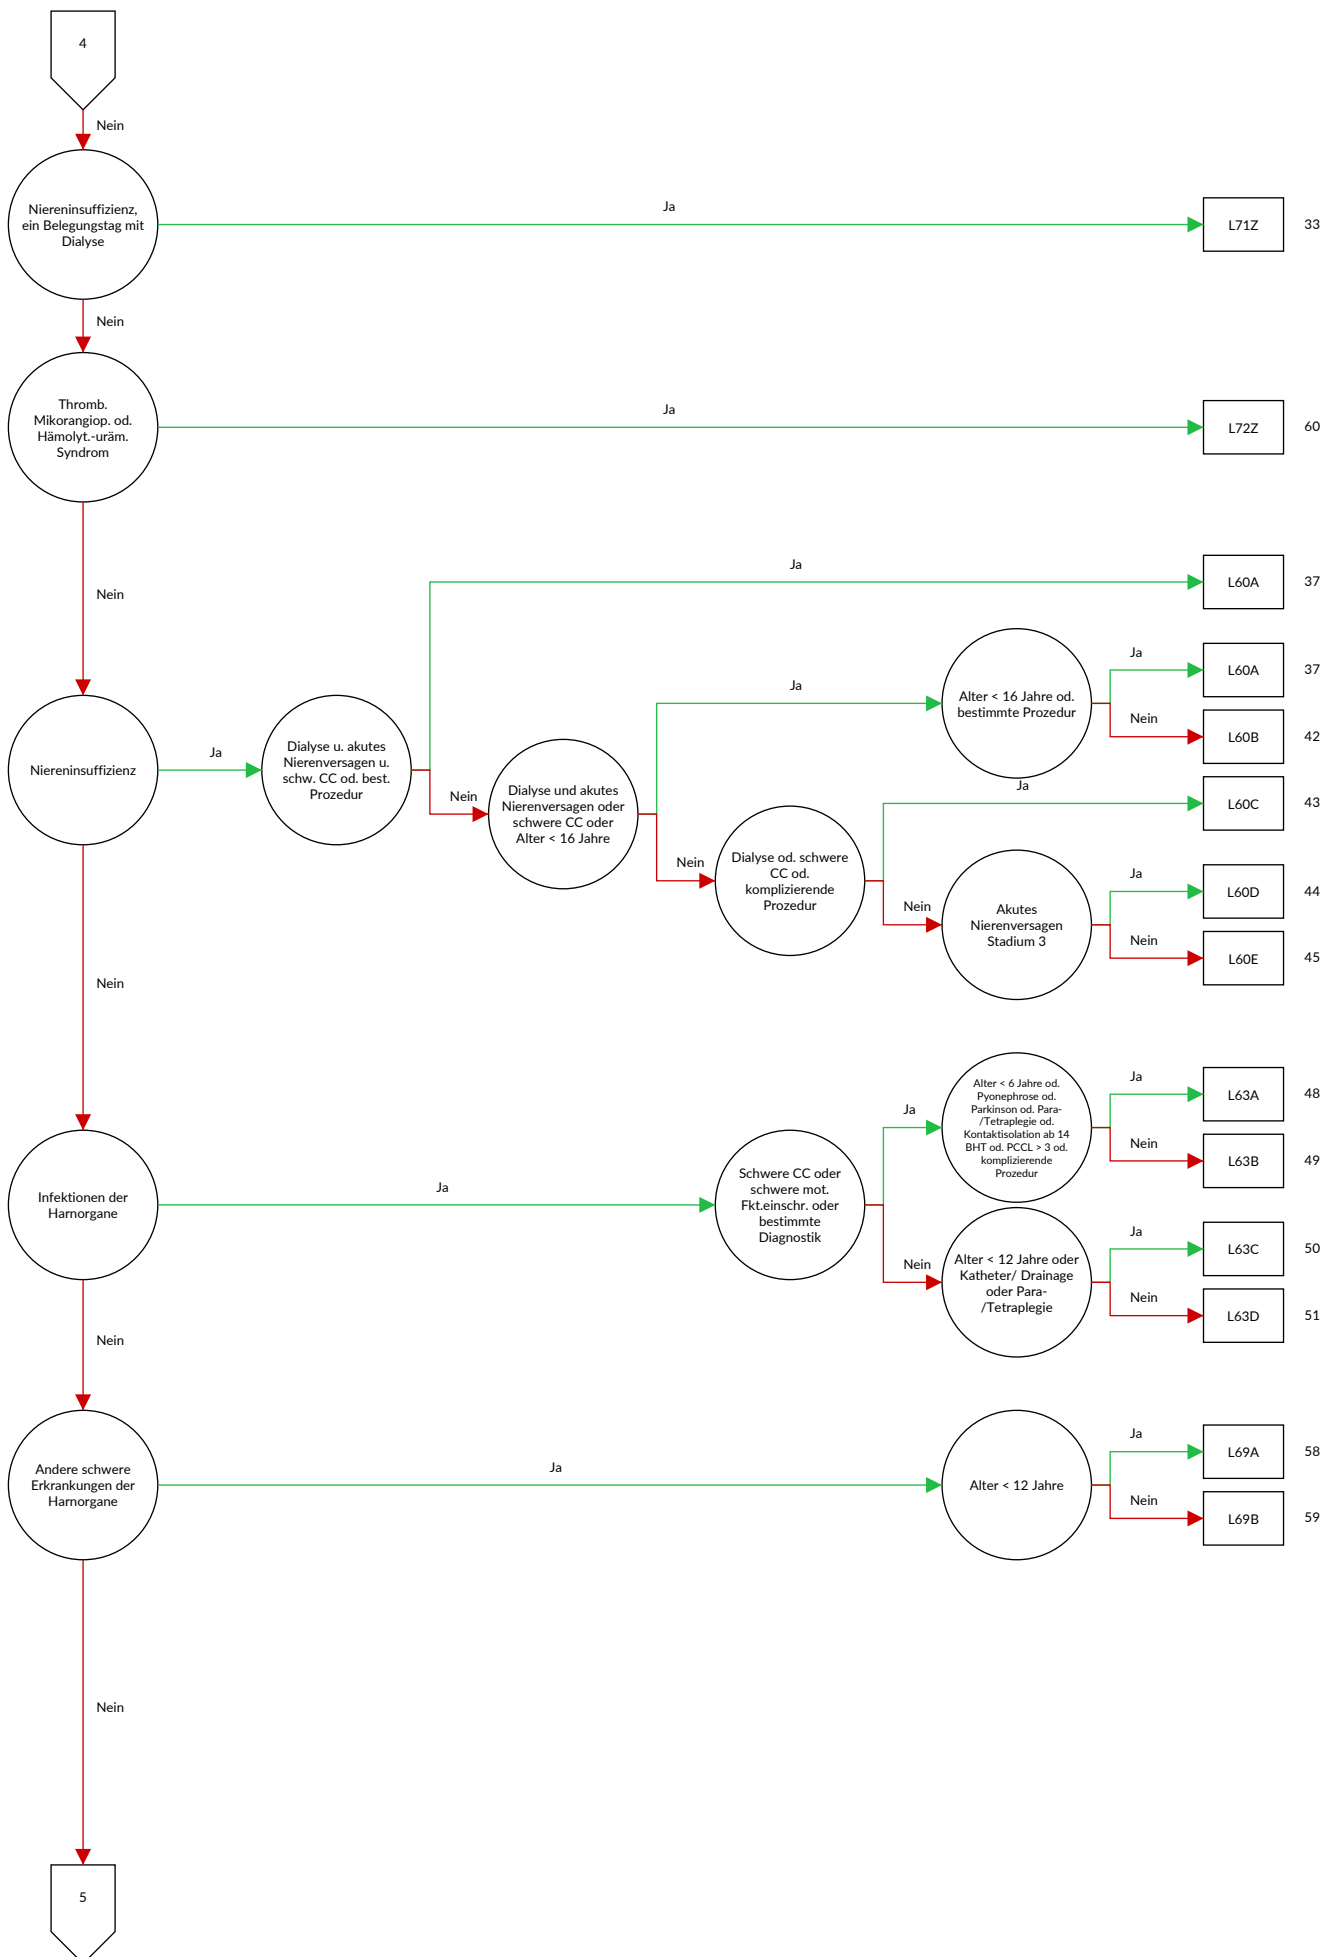 4
Nein
Niereninsuffizienz,
ein Belegungstag mit
Dialyse
Ja
L71Z
33
Nein
Thromb.
Mikorangiop. od.
Hämolyt.-uräm.
Syndrom
Ja
L72Z
60
Nein
Niereninsuffizienz
Ja
Dialyse u. akutes
Nierenversagen u.
schw. CC od. best.
Prozedur
Ja
L60A
37
Nein
Dialyse und akutes
Nierenversagen oder
schwere CC oder
Alter < 16 Jahre
Ja
Alter < 16 Jahre od.
bestimmte Prozedur
Ja
L60A
37
Nein
L60B
42
Nein
Dialyse od. schwere
CC od.
komplizierende
Prozedur
Ja
L60C
43
Nein
Akutes
Nierenversagen
Stadium 3
Ja
L60D
44
Nein
L60E
45
Nein
Infektionen der
Harnorgane
Ja
Schwere CC oder
schwere mot.
Fkt.einschr. oder
bestimmte
Diagnostik
Ja
Alter < 6 Jahre od.
Pyonephrose od.
Parkinson od. Para-
/Tetraplegie od.
Kontaktisolation ab 14
BHT od. PCCL > 3 od.
komplizierende
Prozedur
Ja
L63A
48
Nein
L63B
49
Nein
Alter < 12 Jahre oder
Katheter/ Drainage
oder Para-
/Tetraplegie
Ja
L63C
50
Nein
L63D
51
Nein
Andere schwere
Erkrankungen der
Harnorgane
Ja
Alter < 12 Jahre
Ja
L69A
58
Nein
L69B
59
Nein
5